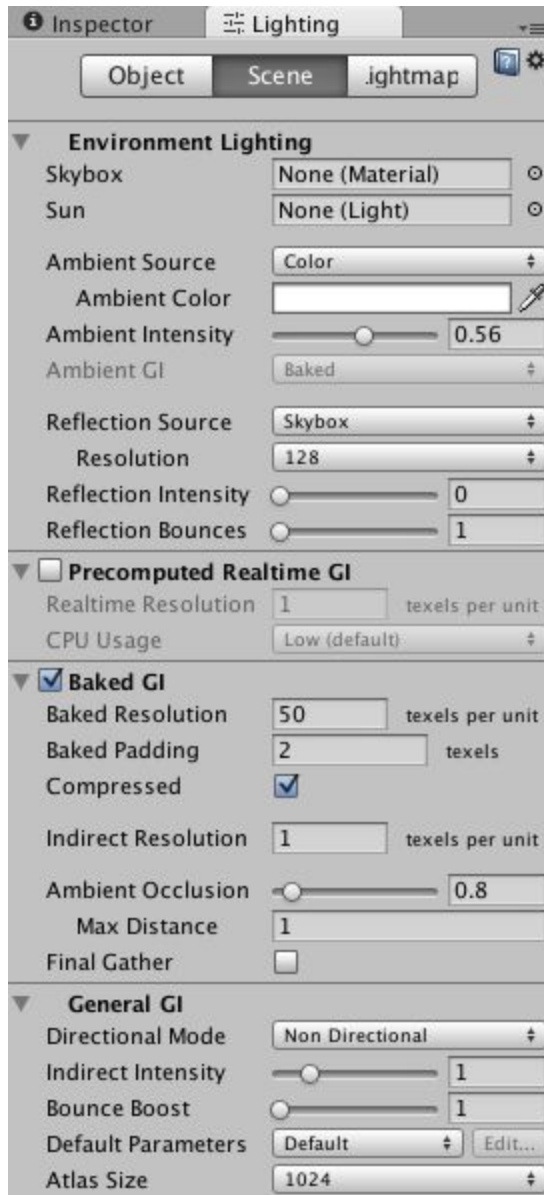 Inspector Lighting
Object Scene .ightmap
Environment Lighting
Skybox None (Material)
Sun None (Light)
Ambient Source Color
Ambient Color
Ambient Intensity 0.56
Ambient GI Baked
Reflection Source Skybox
Resolution 128
Reflection Intensity 0
Reflection Bounces 1
Precomputed Realtime GI
Realtime Resolution 1 texels per unit
CPU Usage Low (default)
Baked GI
Baked Resolution 50 texels per unit
Baked Padding 2 texels
Compressed
Indirect Resolution 1 texels per unit
Ambient Occlusion 0.8
Max Distance 1
Final Gather
General GI
Directional Mode Non Directional
Indirect Intensity 1
Bounce Boost 1
Default Parameters Default Edit...
Atlas Size 1024